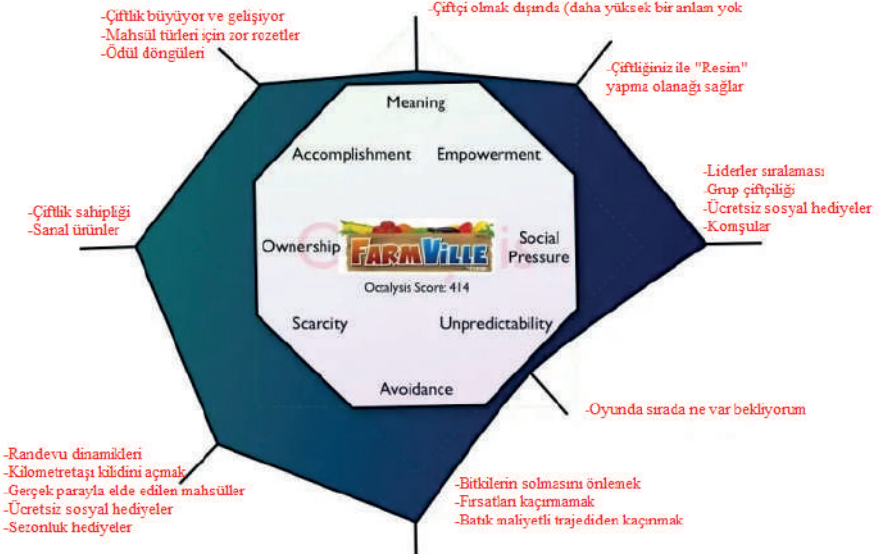 -Çiftçi olmak dışında (daha yüksek bir anlam yok
-Çiftlik büyüyor ve gelişiyor
-Mahsül türleri için zor rozetler
-Ödül döngüleri
-Çiftliğiniz ile "Resim"
yapma olanağı sağlar
Meaning
Accomplishment
Empowerment
-Liderler sıralaması
-Grup çiftçiliği
-Ücretsiz sosyal hediyeler
-Komşular
-Çiftlik sahipliği
-Sanal ürünler
Ownership
FARMVILLE
Social
Pressure
Octalysis Score: 414
Scarcity
Unpredictability
Avoidance
-Oyunda sırada ne var bekliyorum
-Randevu dinamikleri
-Kilometretaşı kilidini açmak
-Gerçek parayla elde edilen mahsüller
-Ücretsiz sosyal hediyeler
-Sezonluk hediyeler
-Bitkilerin solmasını önlemek
-Fırsatları kaçırmamak
-Batık maliyetli trajediden kaçınmak